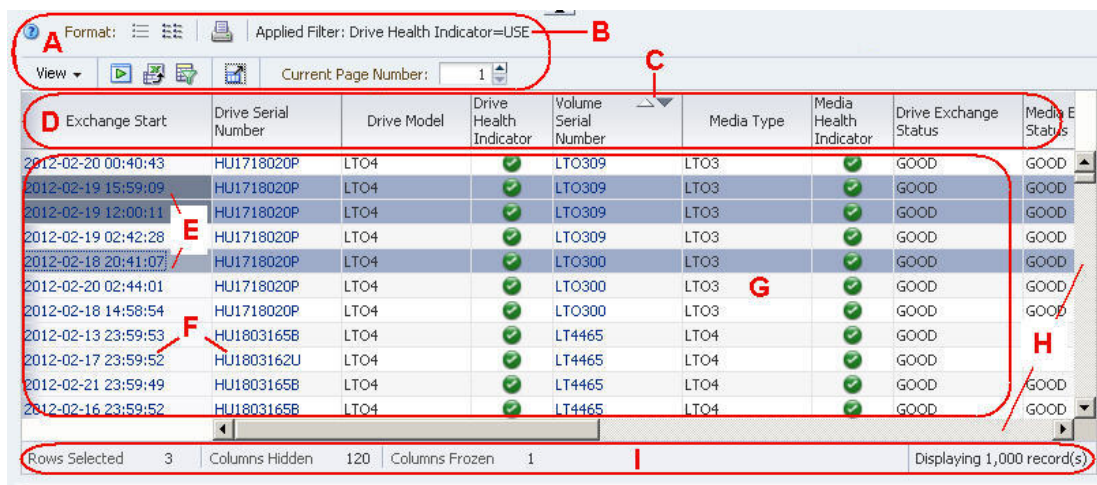 A Format: Applied Filter: Drive Health Indicator=USE B
View Current Page Number: 1 C
D Exchange Start Drive Serial Number Drive Model Drive Health Indicator Volume Serial Number Media Type Media Health Indicator Drive Exchange Status Media E Status
2012-02-20 00:40:43 HU1718020P LTO4 LTO309 LTO3 GOOD GOOD
2012-02-19 15:59:09 HU1718020P LTO4 LTO309 LTO3 GOOD GOOD
2012-02-19 12:00:11 HU1718020P LTO4 LTO309 LTO3 GOOD GOOD
E
2012-02-19 02:42:28 HU1718020P LTO4 LTO309 LTO3 GOOD GOOD
2012-02-18 20:41:07 HU1718020P LTO4 LTO300 LTO3 GOOD GOOD
2012-02-20 02:44:01 HU1718020P LTO4 LTO300 LTO3 G GOOD GOOD
2012-02-18 14:58:54 HU1718020P LTO4 LTO300 LTO3 GOOD GOOD
2012-02-13 23:59:53 F HU1803165B LTO4 LT4465 LTO4 GOOD H
2012-02-17 23:59:52 HU1803162U LTO4 LT4465 LTO4 GOOD
2012-02-21 23:59:49 HU1803165B LTO4 LT4465 LTO4 GOOD GOOD
2012-02-16 23:59:52 HU1803165B LTO4 LT4465 LTO4 GOOD GOOD
Rows Selected 3 Columns Hidden 120 Columns Frozen 1 I Displaying 1,000 record(s)